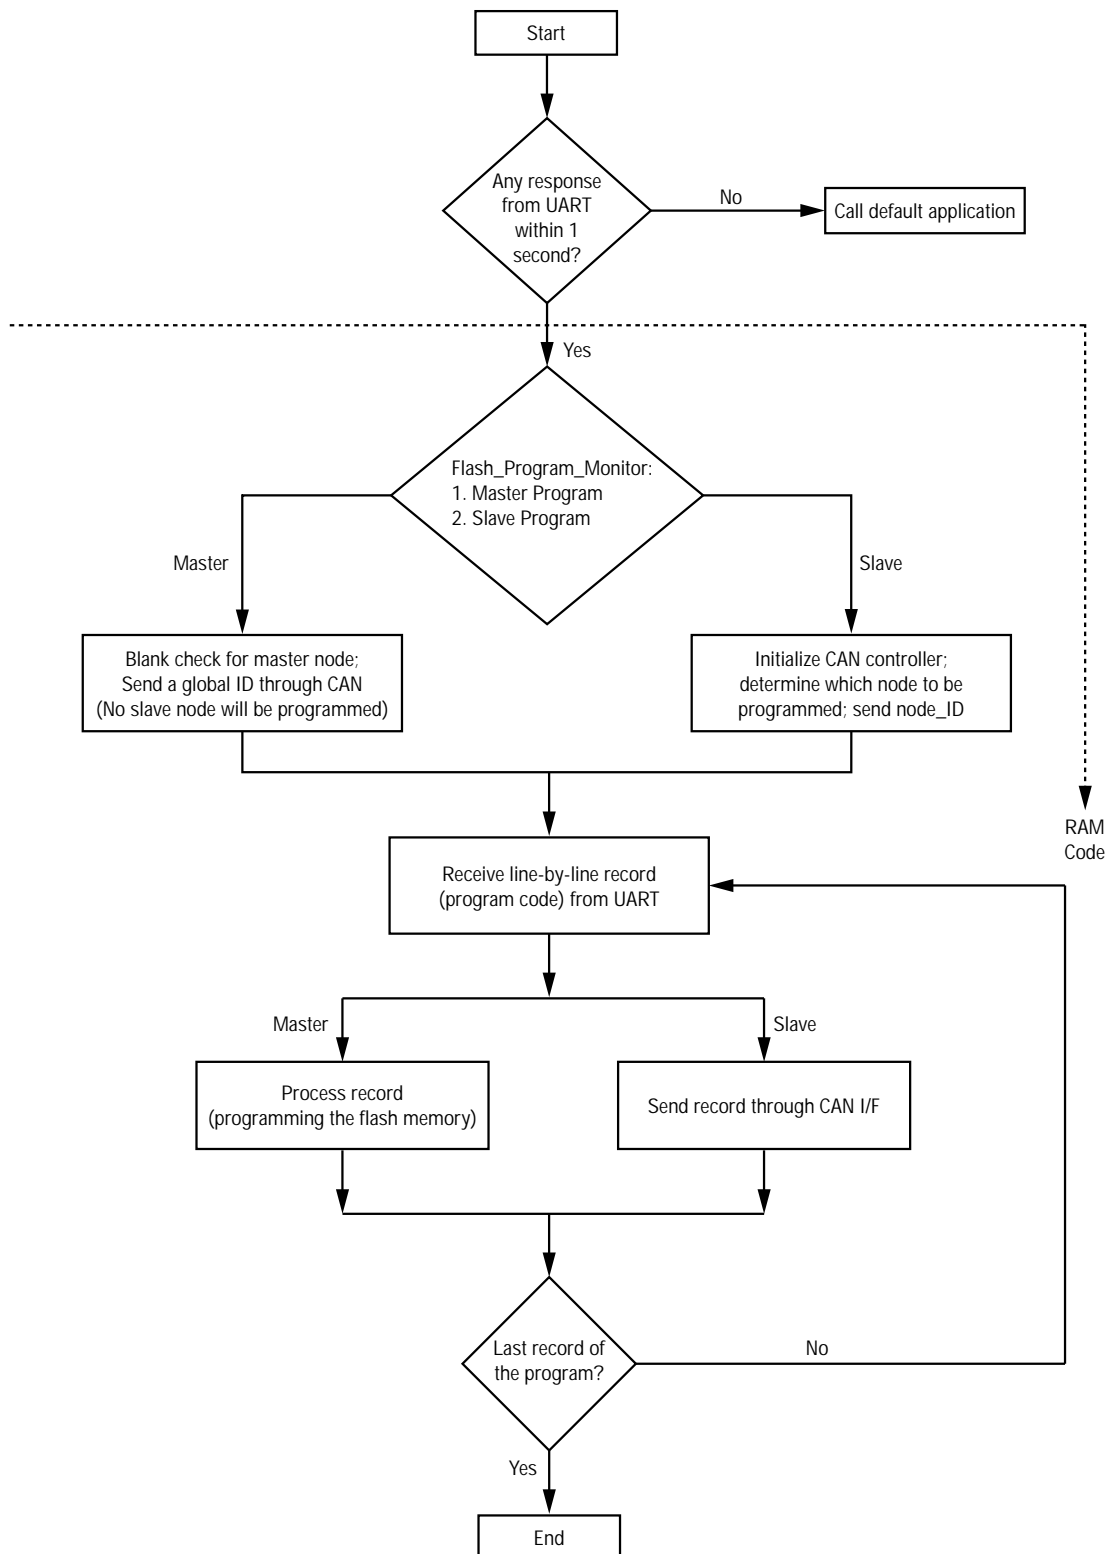 Start
Any response
from UART
within 1
second?
No
Call default application
Yes
Flash_Program_Monitor:
1. Master Program
2. Slave Program
Master
Slave
Blank check for master node;
Send a global ID through CAN
(No slave node will be programmed)
Initialize CAN controller;
determine which node to be
programmed; send node_ID
RAM
Code
Receive line-by-line record
(program code) from UART
Master
Slave
Process record
(programming the flash memory)
Send record through CAN I/F
Last record of
the program?
No
Yes
End